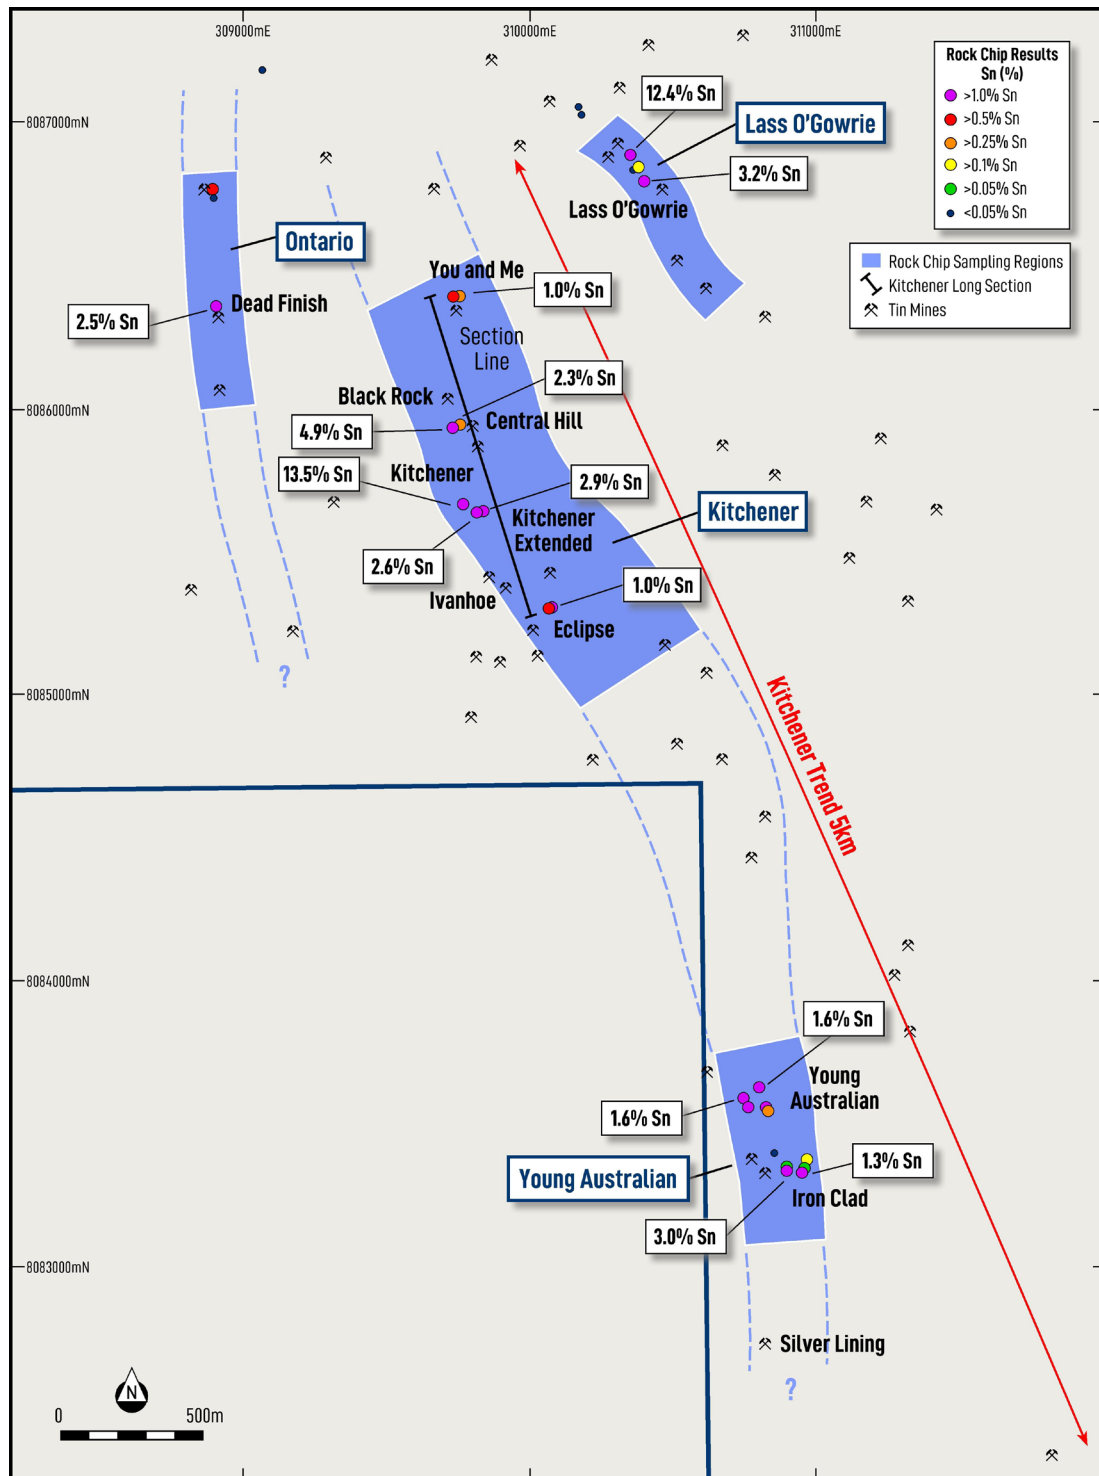 309000mE
310000mE
311000mE
Rock Chip Results
Sn (%)
>1.0% Sn
>0.5% Sn
>0.25% Sn
>0.1% Sn
>0.05% Sn
<0.05% Sn
Rock Chip Sampling Regions
Kitchener Long Section
Tin Mines
8087000mN
12.4% Sn
Lass O'Gowrie
3.2% Sn
Lass O'Gowrie
Ontario
You and Me
1.0% Sn
Dead Finish
2.5% Sn
Section
Line
2.3% Sn
Black Rock
8086000mN
Central Hill
4.9% Sn
Kitchener
13.5% Sn
2.9% Sn
Kitchener
Kitchener
Extended
2.6% Sn
1.0% Sn
Ivanhoe
Eclipse
?
8085000mN
Kitchener Trend 5km
8084000mN
1.6% Sn
Young
Australian
1.6% Sn
1.3% Sn
Young Australian
Iron Clad
3.0% Sn
8083000mN
Silver Lining
?
N
0
500m